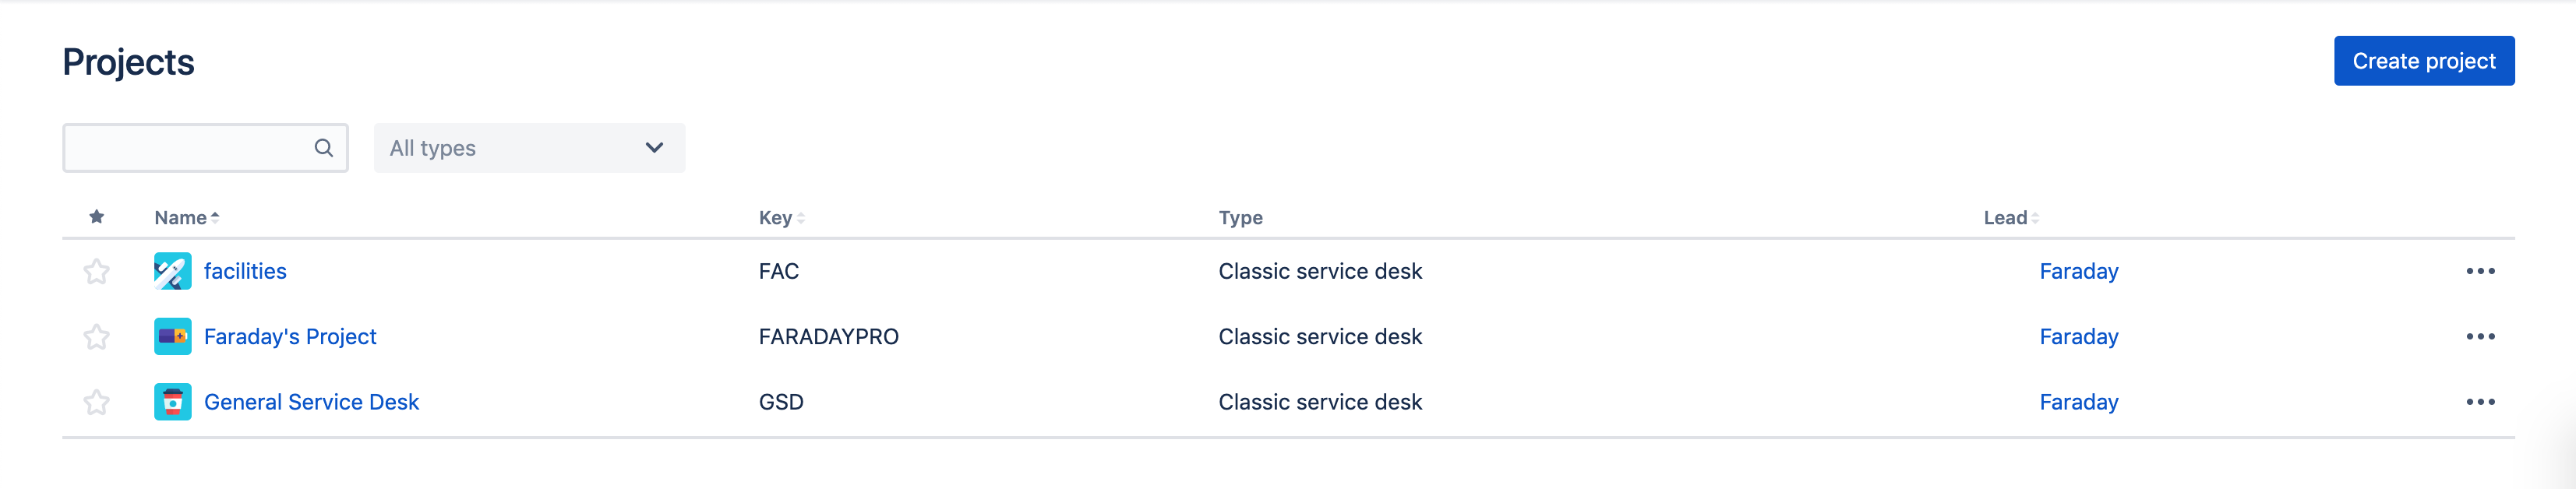 Projects
Create project
All types
Name Key Type Lead
facilities FAC Classic service desk Faraday
Faraday's Project FARADAYPRO Classic service desk Faraday
General Service Desk GSD Classic service desk Faraday